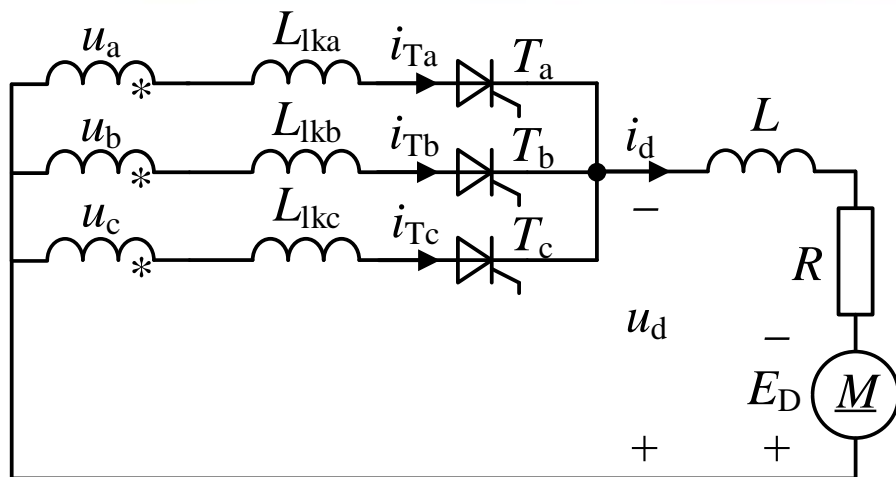 u_a L_lka i_Ta T_a
*
u_b L_lkb i_Tb T_b i_d L
*
u_c L_lkc i_Tc T_c −
*
R
u_d −
E_D M
+ +